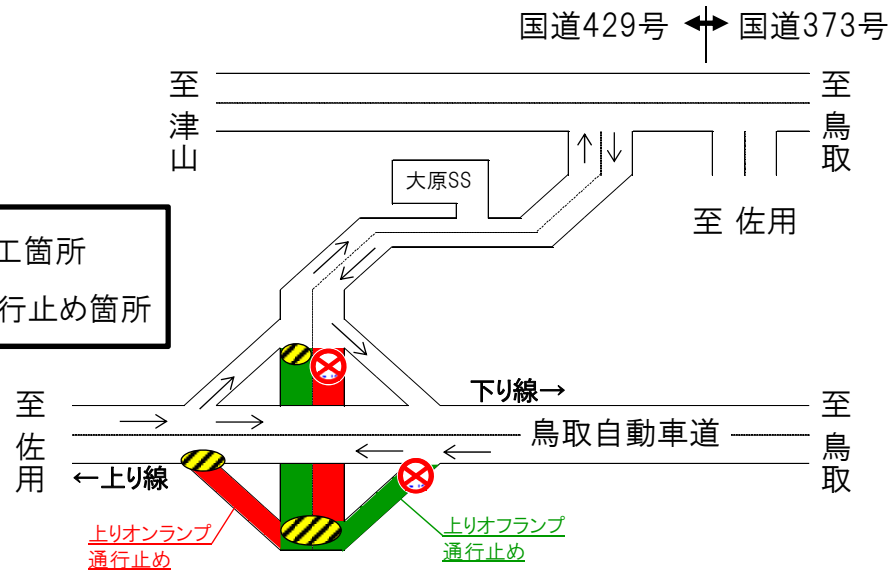 国道429号 国道373号
至津山
至鳥取
大原SS
至 佐用
工箇所
行止め箇所
至佐用
下り線→
鳥取自動車道
至鳥取
←上り線
上りオンランプ
通行止め
上りオフランプ
通行止め